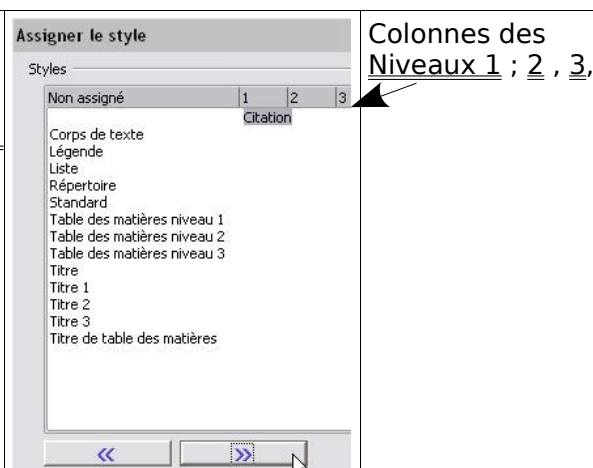 Assigner le style
Styles
Non assigné 1 2 3
Citation
Corps de texte
Légende
Liste
Répertoire
Standard
Table des matières niveau 1
Table des matières niveau 2
Table des matières niveau 3
Titre
Titre 1
Titre 2
Titre 3
Titre de table des matières
«
»
Colonnes des
Niveaux 1 ; 2 , 3,